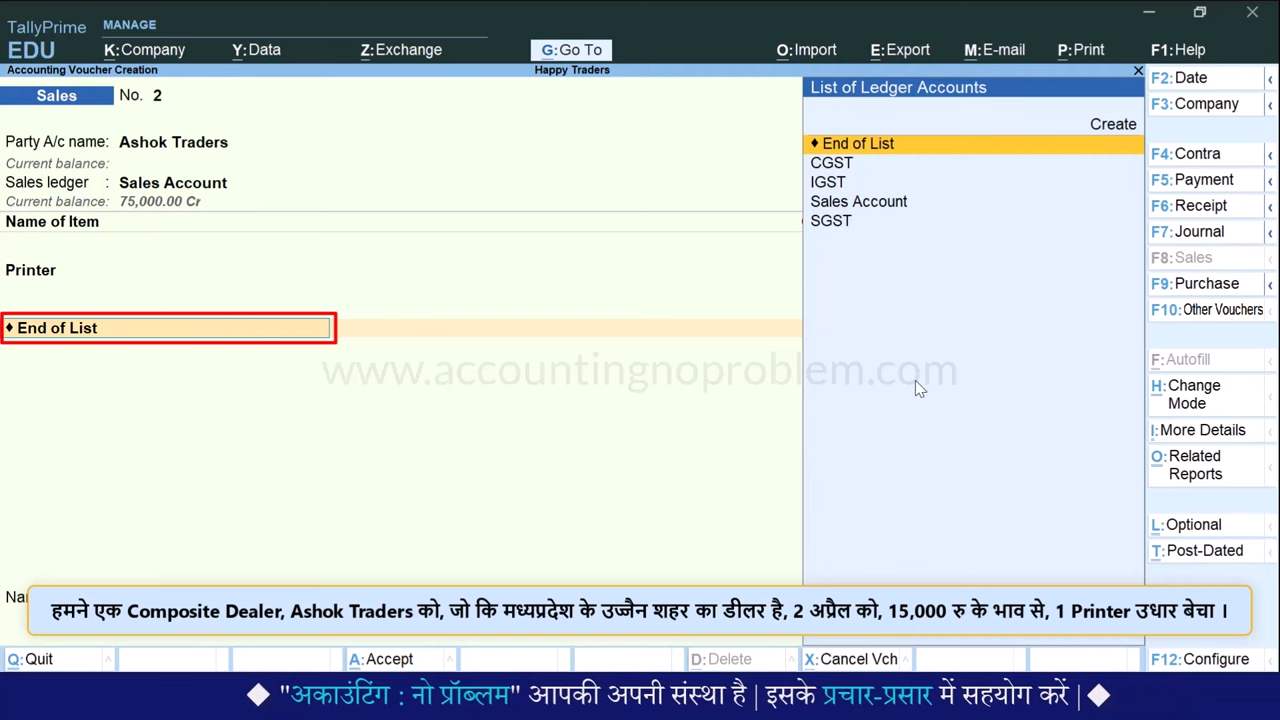 TallyPrime
MANAGE
EDU
K:Company
Y:Data
Z:Exchange
G:Go To
O:Import
E:Export
M:E-mail
P:Print
F1:Help
Accounting Voucher Creation
Happy Traders
Sales No. 2
Party A/c name: Ashok Traders
Current balance:
Sales ledger : Sales Account
Current balance: 75,000.00 Cr
Name of Item
Printer
♦ End of List
List of Ledger Accounts
Create
♦ End of List
CGST
IGST
Sales Account
SGST
F2:Date
F3:Company
F4:Contra
F5:Payment
F6:Receipt
F7:Journal
F8:Sales
F9:Purchase
F10:Other Vouchers
F:Autofill
H:Change
Mode
I:More Details
O:Related
Reports
L:Optional
T:Post-Dated
www.accountingnoproblem.com
हमने एक Composite Dealer, Ashok Traders को, जो कि मध्यप्रदेश के उज्जैन शहर का डीलर है, 2 अप्रैल को, 15,000 रु के भाव से, 1 Printer उधार बेचा ।
Q:Quit
A:Accept
D:Delete
X:Cancel Vch
F12:Configure
◆ "अकाउंटिंग : नो प्रॉब्लम" आपकी अपनी संस्था है | इसके प्रचार-प्रसार में सहयोग करें | ◆